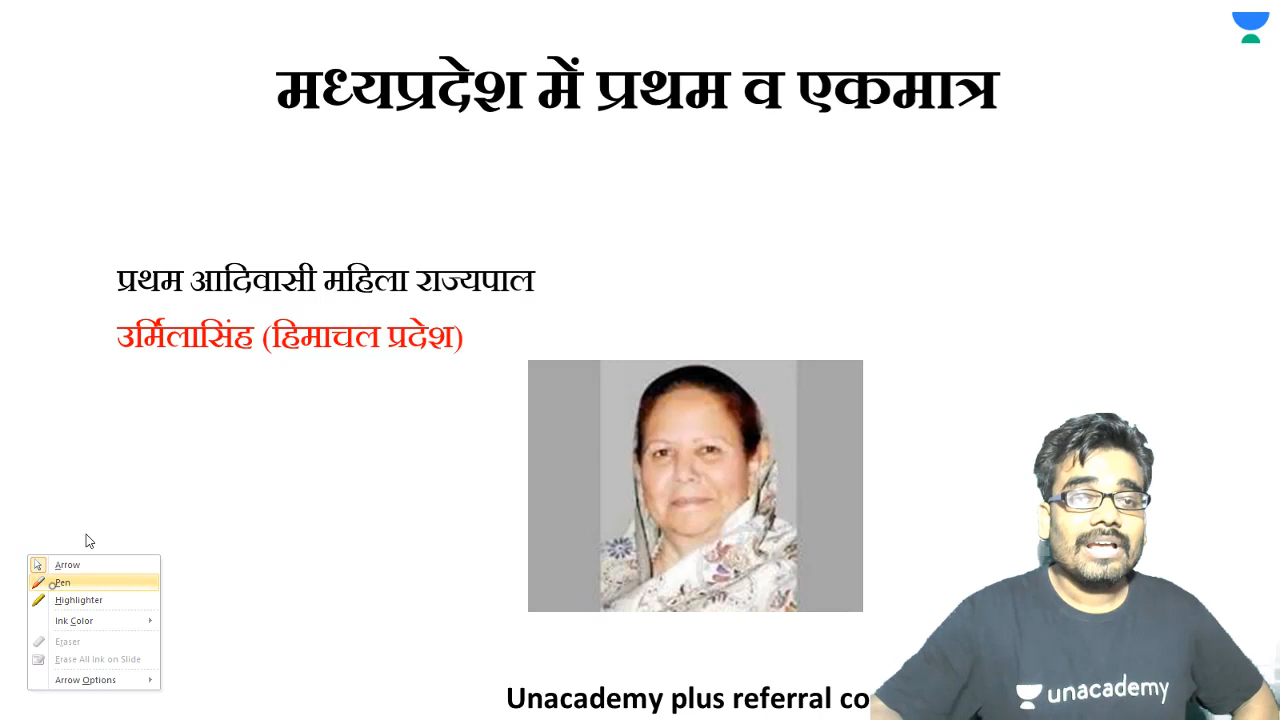 मध्यप्रदेश में प्रथम व एकमात्र
प्रथम आदिवासी महिला राज्यपाल
उर्मिलासिंह (हिमाचल प्रदेश)
Arrow
Pen
Highlighter
Ink Color
Eraser
Erase All Ink on Slide
Arrow Options
unacademy
Unacademy plus referral co